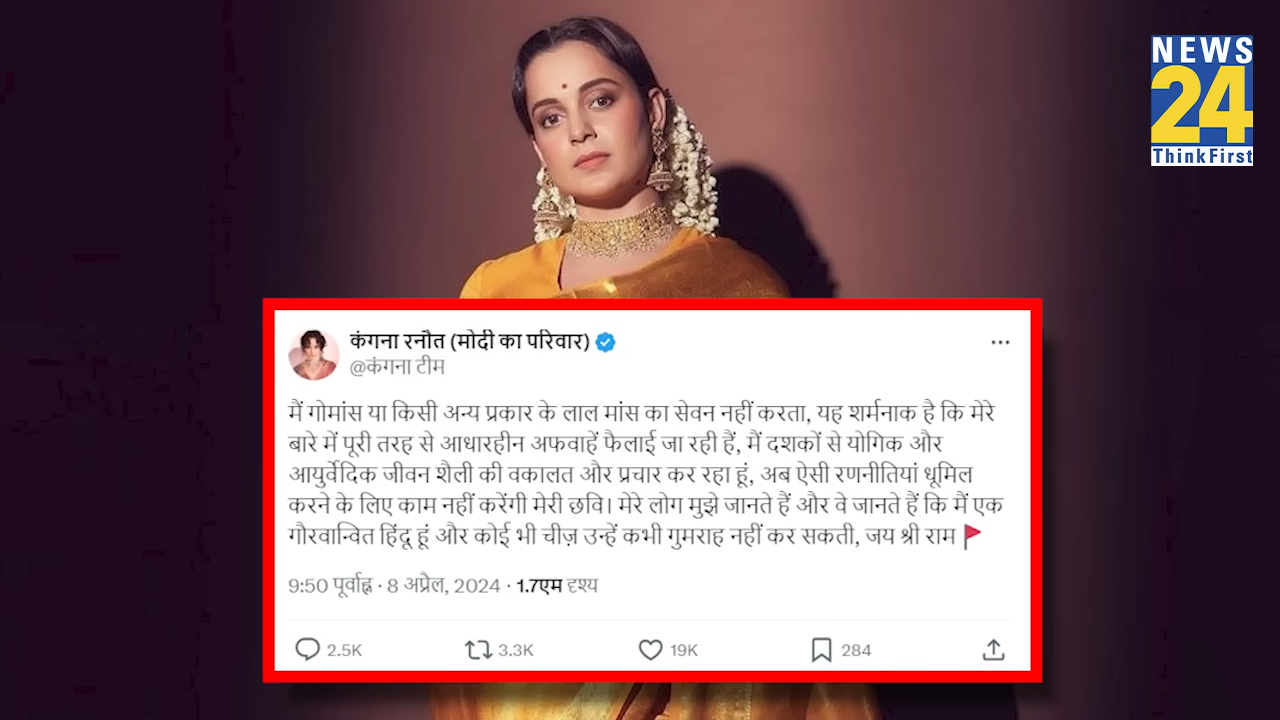 NEWS
24
ThinkFirst
कंगना रनौत (मोदी का परिवार)
@कंगना टीम
मैं गोमांस या किसी अन्य प्रकार के लाल मांस का सेवन नहीं करता, यह शर्मनाक है कि मेरे
बारे में पूरी तरह से आधारहीन अफवाहें फैलाई जा रही हैं, मैं दशकों से योगिक और
आयुर्वेदिक जीवन शैली की वकालत और प्रचार कर रहा हूं, अब ऐसी रणनीतियां धूमिल
करने के लिए काम नहीं करेंगी मेरी छवि। मेरे लोग मुझे जानते हैं और वे जानते हैं कि मैं एक
गौरवान्वित हिंदू हूं और कोई भी चीज़ उन्हें कभी गुमराह नहीं कर सकती, जय श्री राम 🚩
9:50 पूर्वाह्न · 8 अप्रैल, 2024 · 1.7एम दृश्य
2.5K 3.3K 19K 284